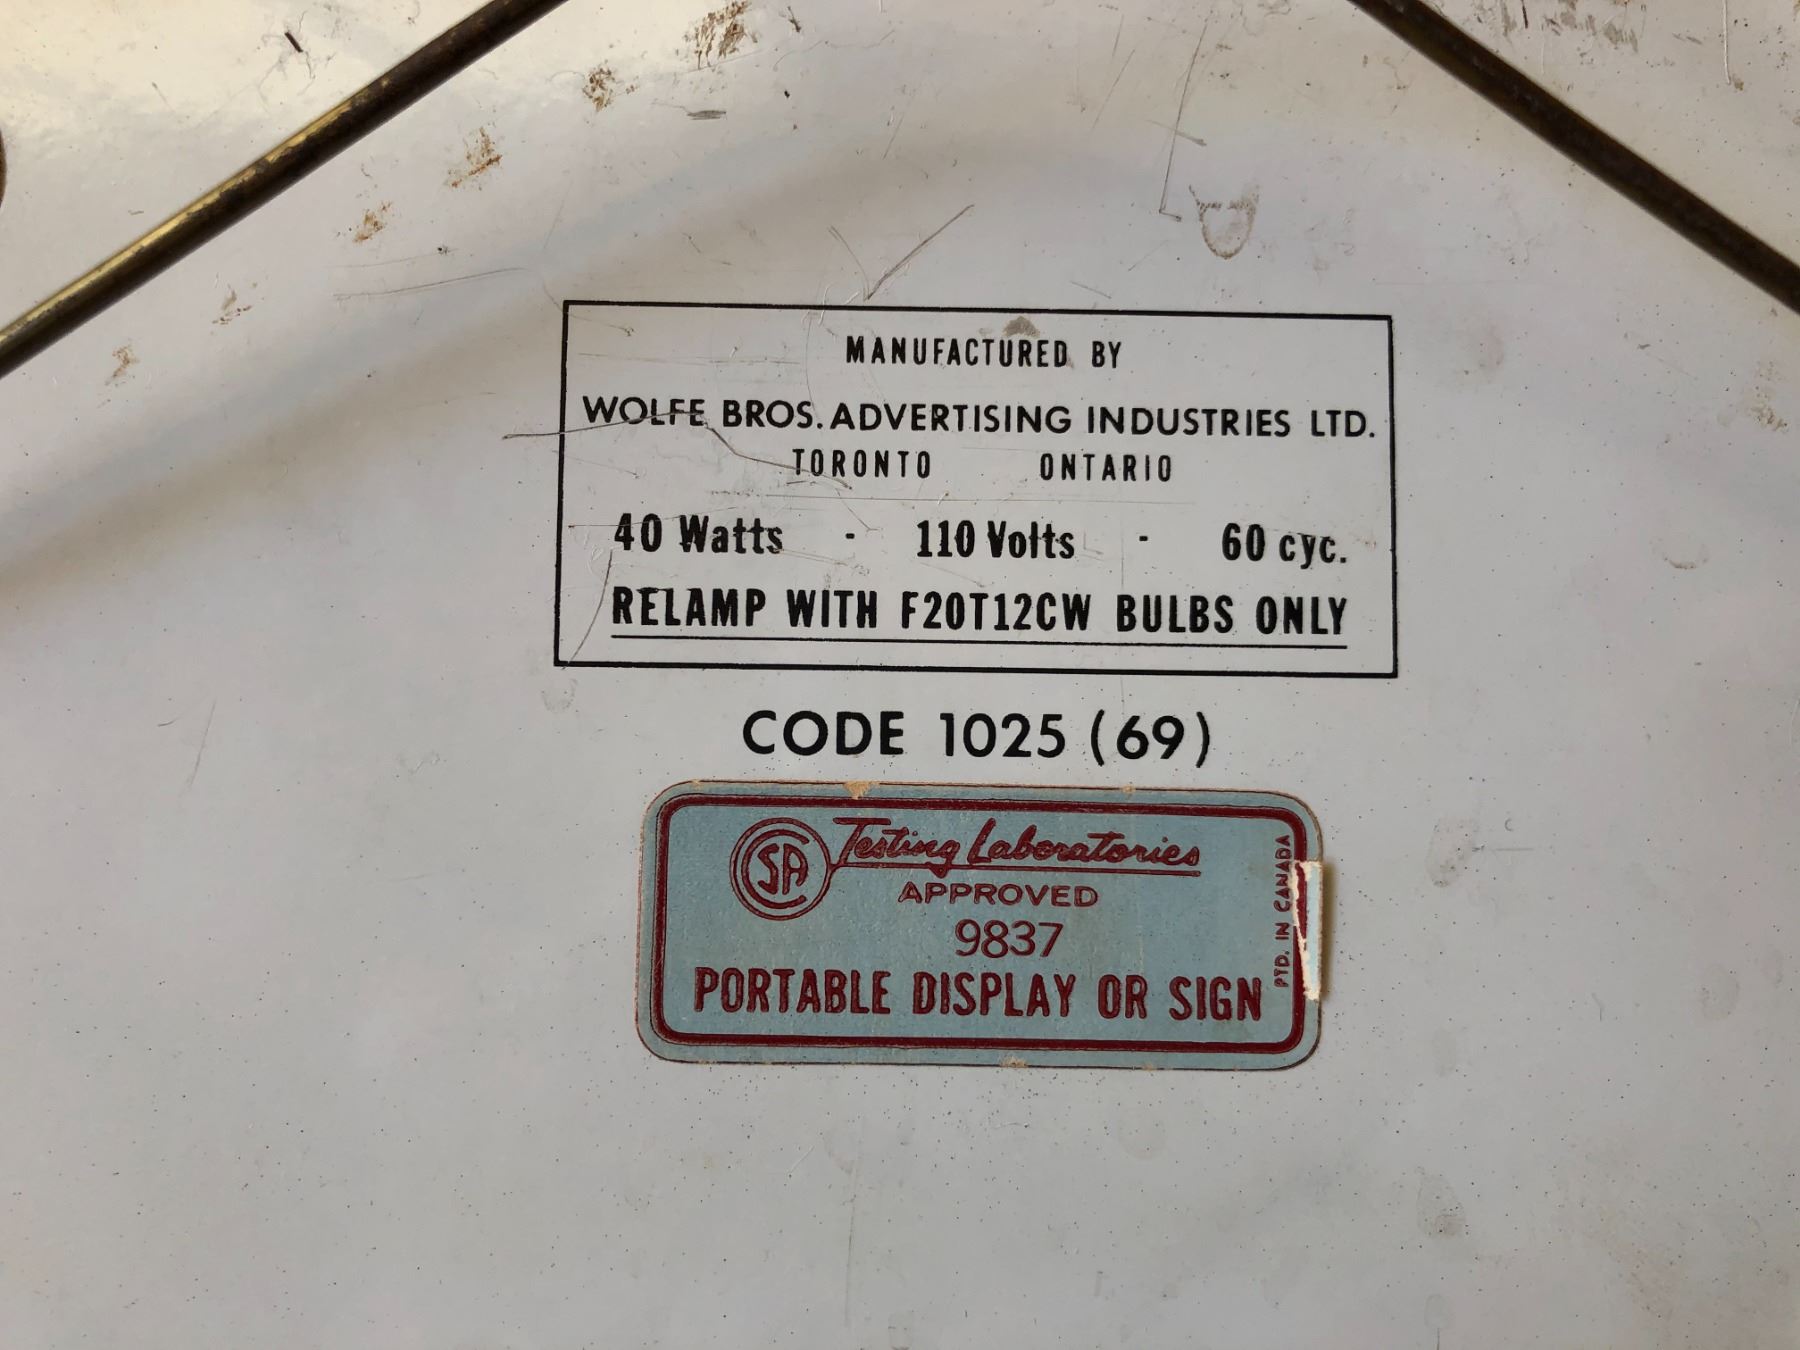 MANUFACTURED BY
WOLFE BROS. ADVERTISING INDUSTRIES LTD.
TORONTO ONTARIO
40 Watts - 110 Volts - 60 cyc.
RELAMP WITH F20T12CW BULBS ONLY
CODE 1025 (69)
CSA Testing Laboratories
APPROVED
9837
PORTABLE DISPLAY OR SIGN
PTD. IN CANADA